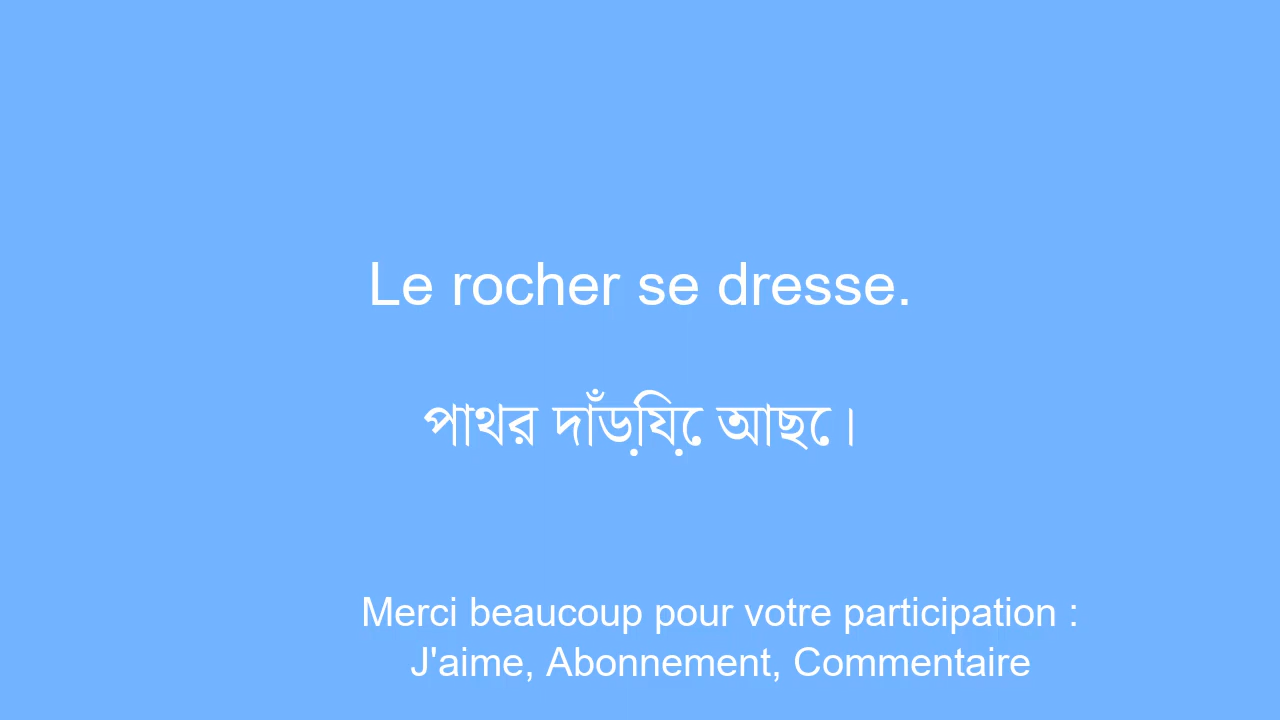 Le rocher se dresse.
পাথর দাঁড়িয়ে আছে।
Merci beaucoup pour votre participation :
J'aime, Abonnement, Commentaire